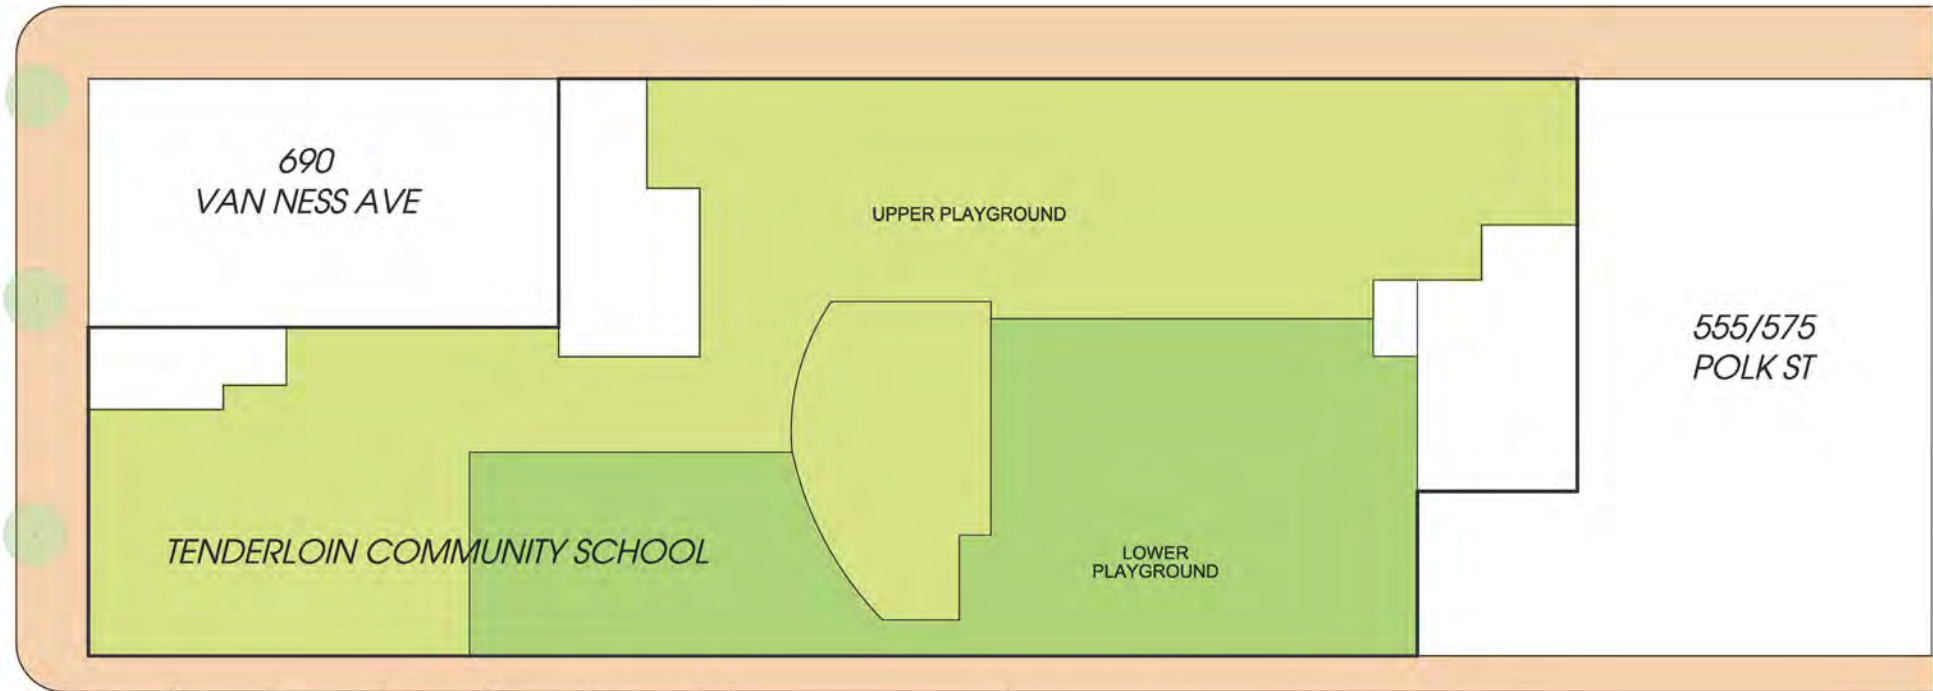 690
VAN NESS AVE
UPPER PLAYGROUND
555/575
POLK ST
TENDERLOIN COMMUNITY SCHOOL
LOWER
PLAYGROUND